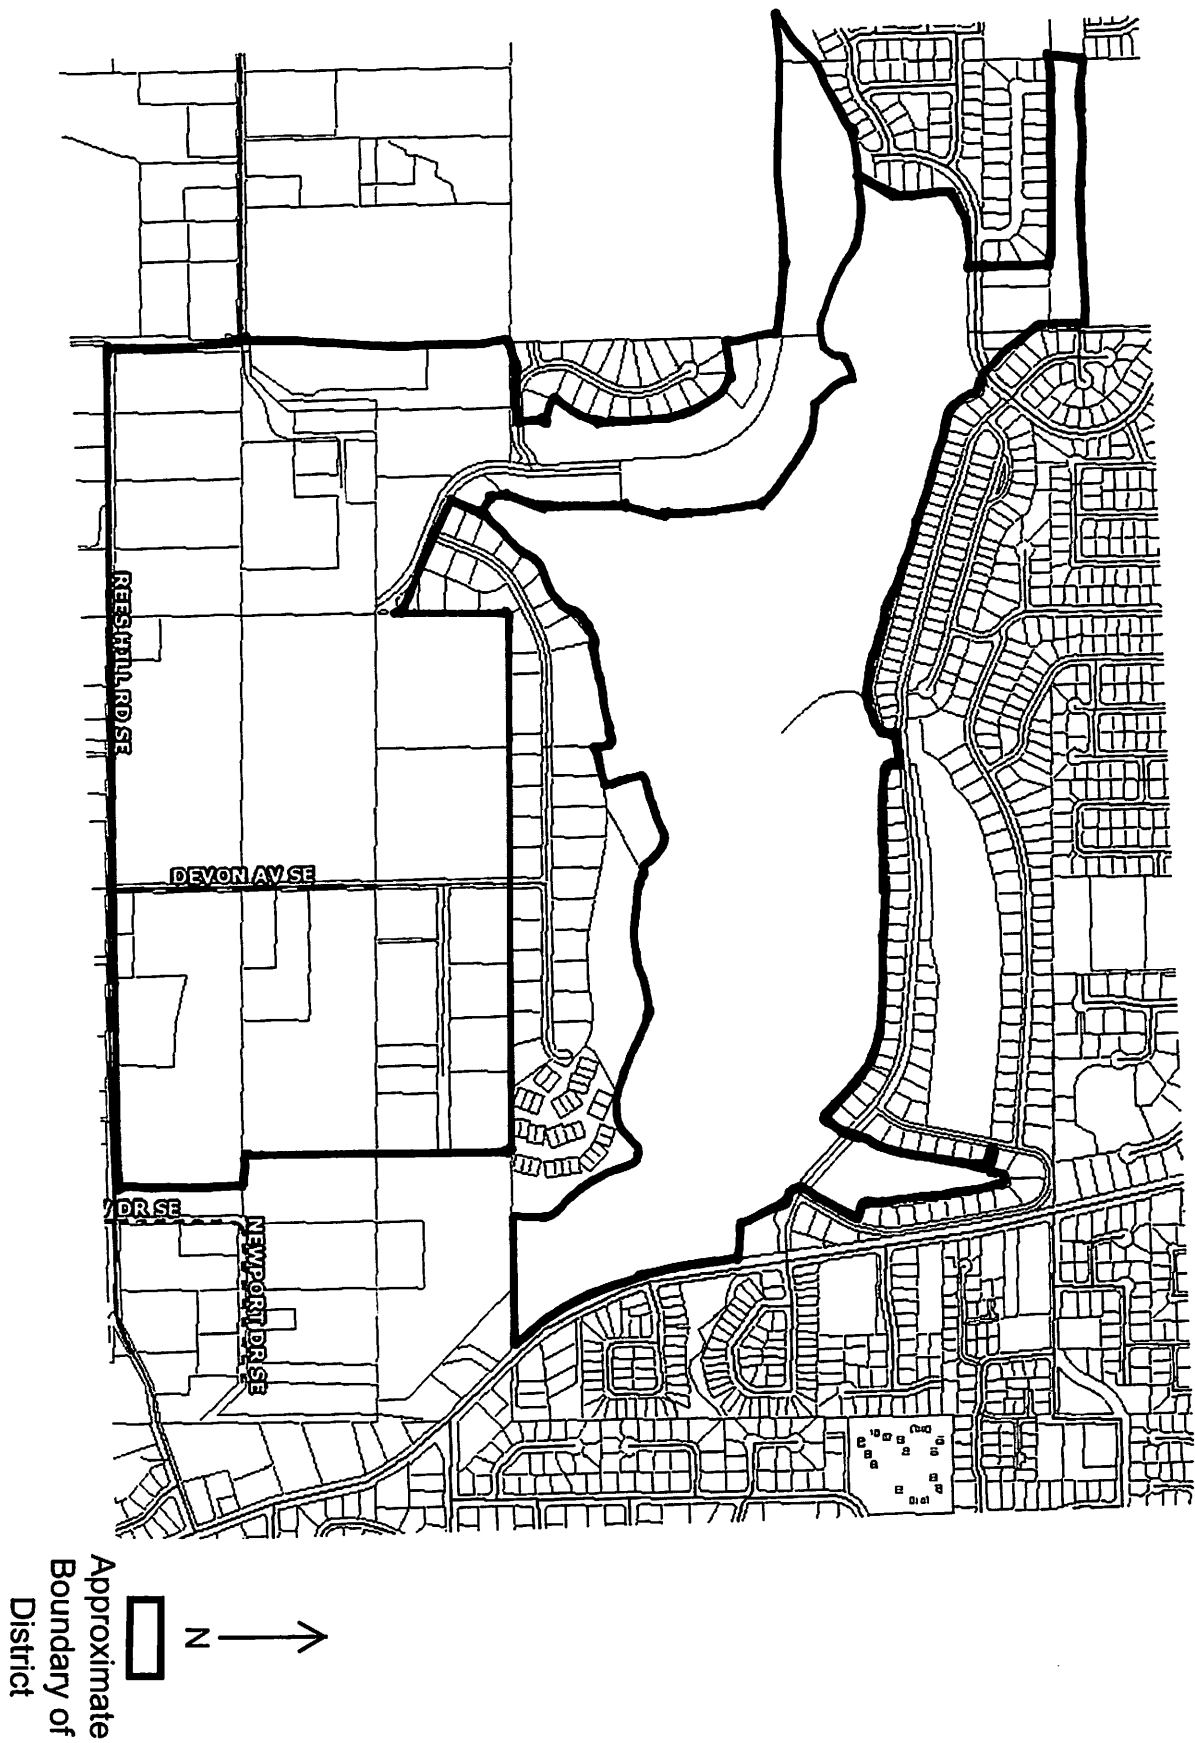 REES HILL RD SE
DEVON AV SE
DR SE
NEWPORT DR SE
N
Approximate
Boundary of
District